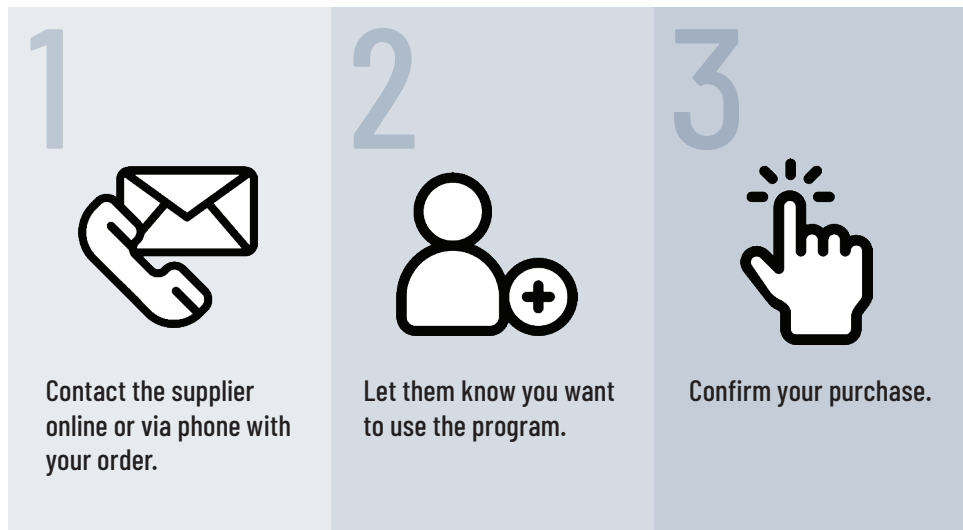 1
Contact the supplier
online or via phone with
your order.
2
Let them know you want
to use the program.
3
Confirm your purchase.